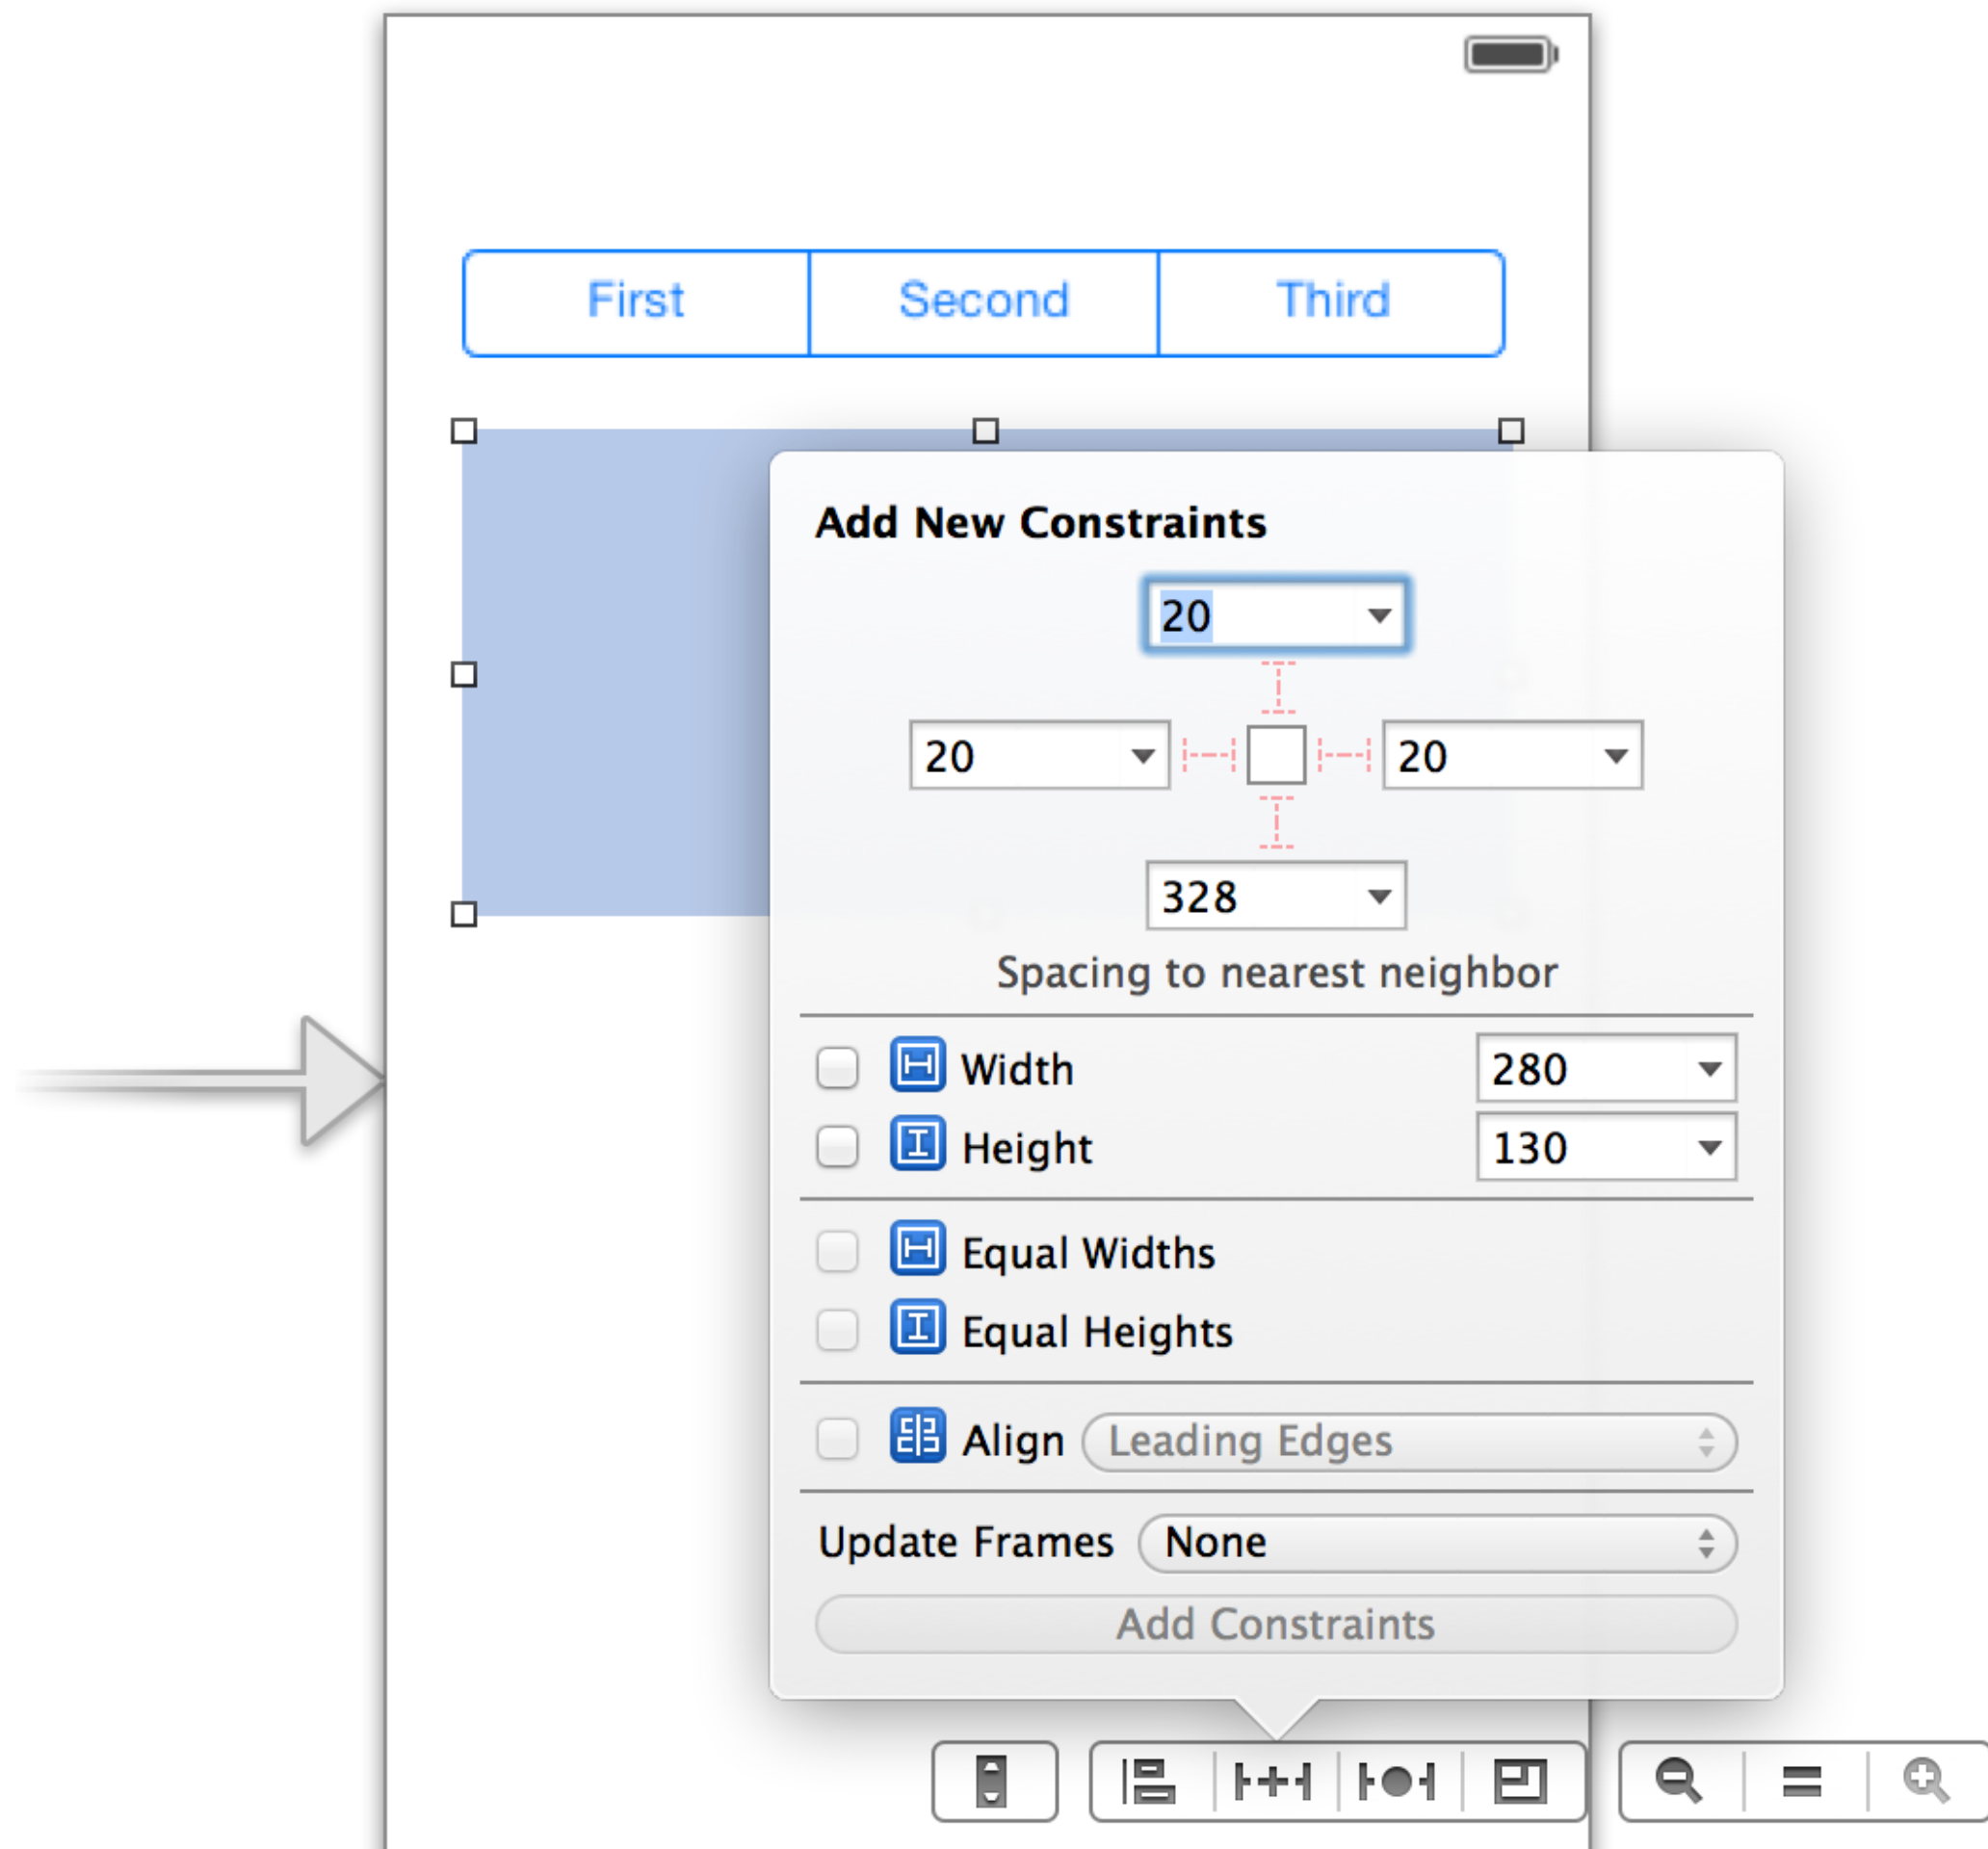 First Second Third
Add New Constraints
20
20 20
328
Spacing to nearest neighbor
Width 280
Height 130
Equal Widths
Equal Heights
Align Leading Edges
Update Frames None
Add Constraints